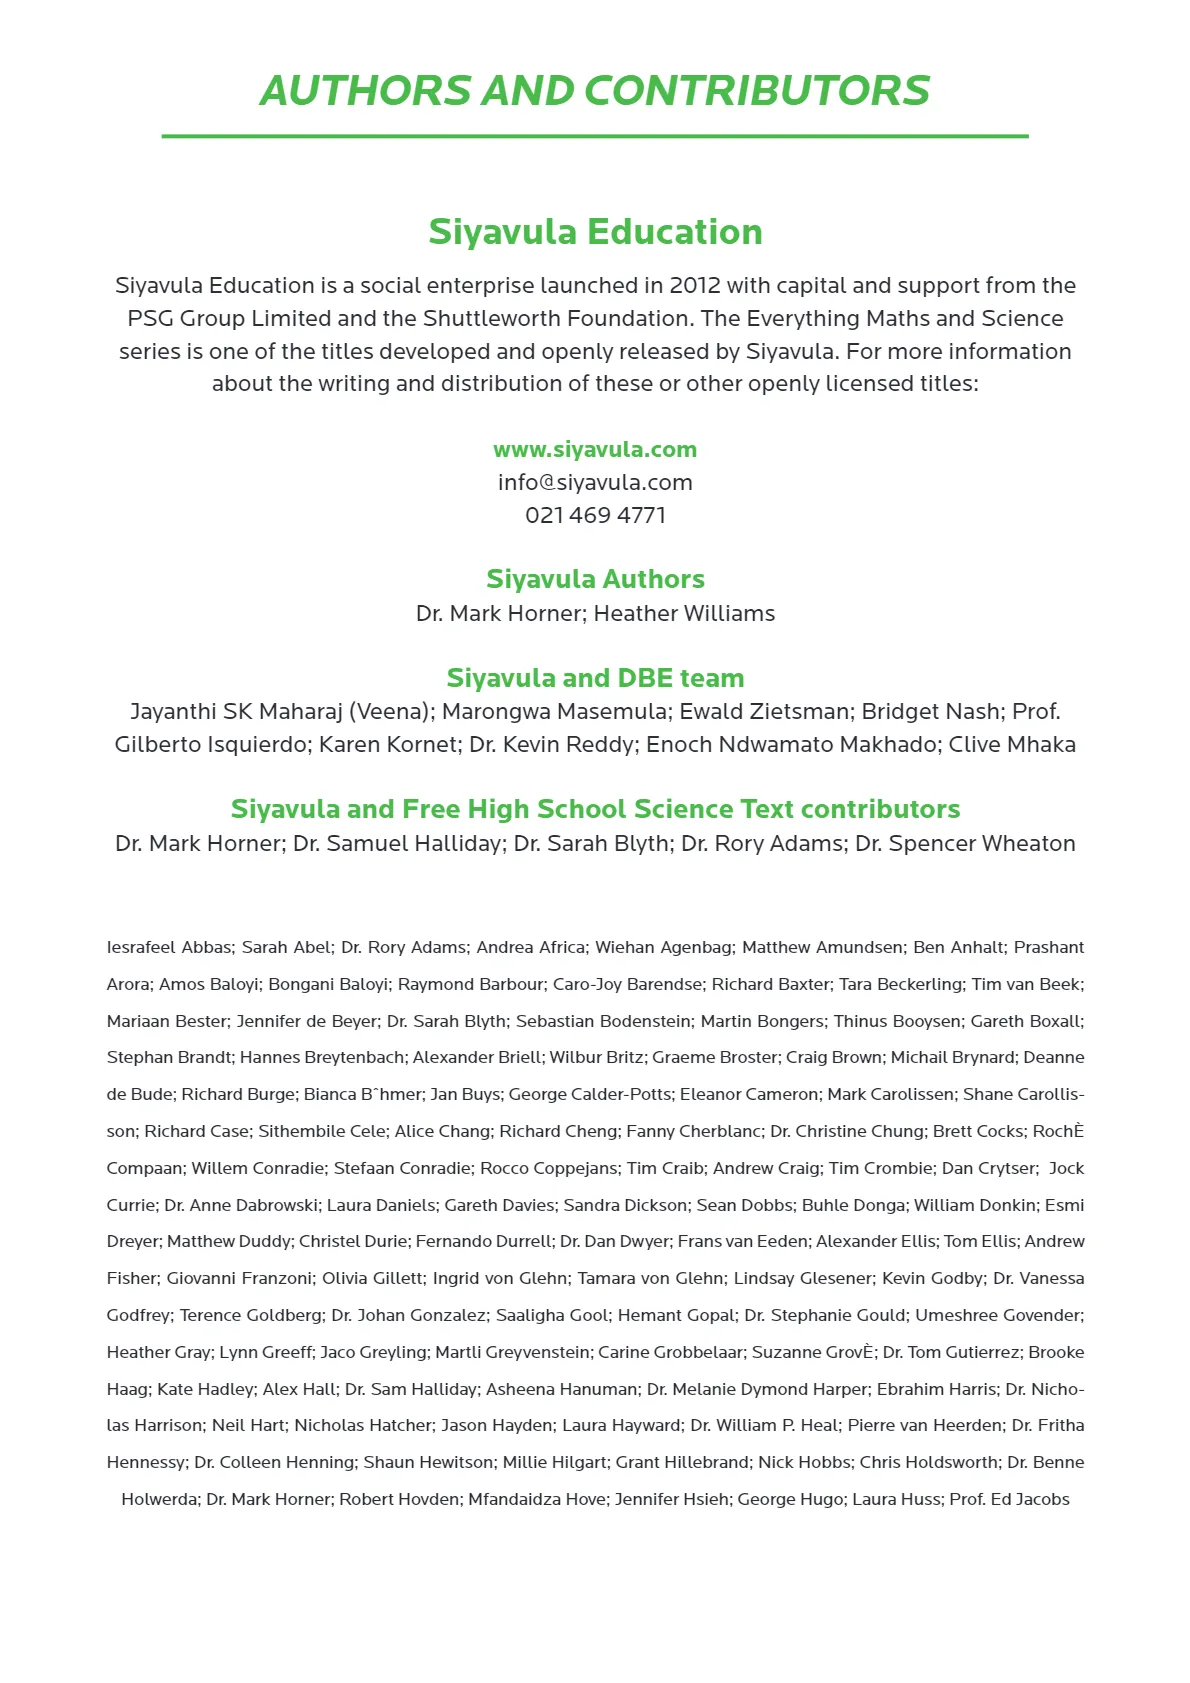 AUTHORS AND CONTRIBUTORS
Siyavula Education
Siyavula Education is a social enterprise launched in 2012 with capital and support from the
PSG Group Limited and the Shuttleworth Foundation. The Everything Maths and Science
series is one of the titles developed and openly released by Siyavula. For more information
about the writing and distribution of these or other openly licensed titles:
www.siyavula.com
info@siyavula.com
021 469 4771
Siyavula Authors
Dr. Mark Horner; Heather Williams
Siyavula and DBE team
Jayanthi SK Maharaj (Veena); Marongwa Masemula; Ewald Zietsman; Bridget Nash; Prof.
Gilberto Isquierdo; Karen Kornet; Dr. Kevin Reddy; Enoch Ndwamato Makhado; Clive Mhaka
Siyavula and Free High School Science Text contributors
Dr. Mark Horner; Dr. Samuel Halliday; Dr. Sarah Blyth; Dr. Rory Adams; Dr. Spencer Wheaton
Iesrafeel Abbas; Sarah Abel; Dr. Rory Adams; Andrea Africa; Wiehan Agenbag; Matthew Amundsen; Ben Anhalt; Prashant
Arora; Amos Baloyi; Bongani Baloyi; Raymond Barbour; Caro-Joy Barendse; Richard Baxter; Tara Beckerling; Tim van Beek;
Mariaan Bester; Jennifer de Beyer; Dr. Sarah Blyth; Sebastian Bodenstein; Martin Bongers; Thinus Booysen; Gareth Boxall;
Stephan Brandt; Hannes Breytenbach; Alexander Briell; Wilbur Britz; Graeme Broster; Craig Brown; Michail Brynard; Deanne
de Bude; Richard Burge; Bianca Bˆhmer; Jan Buys; George Calder-Potts; Eleanor Cameron; Mark Carolissen; Shane Carollis-
son; Richard Case; Sithembile Cele; Alice Chang; Richard Cheng; Fanny Cherblanc; Dr. Christine Chung; Brett Cocks; RochÈ
Compaan; Willem Conradie; Stefaan Conradie; Rocco Coppejans; Tim Craib; Andrew Craig; Tim Crombie; Dan Crytser; Jock
Currie; Dr. Anne Dabrowski; Laura Daniels; Gareth Davies; Sandra Dickson; Sean Dobbs; Buhle Donga; William Donkin; Esmi
Dreyer; Matthew Duddy; Christel Durie; Fernando Durrell; Dr. Dan Dwyer; Frans van Eeden; Alexander Ellis; Tom Ellis; Andrew
Fisher; Giovanni Franzoni; Olivia Gillett; Ingrid von Glehn; Tamara von Glehn; Lindsay Glesener; Kevin Godby; Dr. Vanessa
Godfrey; Terence Goldberg; Dr. Johan Gonzalez; Saaligha Gool; Hemant Gopal; Dr. Stephanie Gould; Umeshree Govender;
Heather Gray; Lynn Greeff; Jaco Greyling; Martli Greyvenstein; Carine Grobbelaar; Suzanne GrovÈ; Dr. Tom Gutierrez; Brooke
Haag; Kate Hadley; Alex Hall; Dr. Sam Halliday; Asheena Hanuman; Dr. Melanie Dymond Harper; Ebrahim Harris; Dr. Nicho-
las Harrison; Neil Hart; Nicholas Hatcher; Jason Hayden; Laura Hayward; Dr. William P. Heal; Pierre van Heerden; Dr. Fritha
Hennessy; Dr. Colleen Henning; Shaun Hewitson; Millie Hilgart; Grant Hillebrand; Nick Hobbs; Chris Holdsworth; Dr. Benne
Holwerda; Dr. Mark Horner; Robert Hovden; Mfandaidza Hove; Jennifer Hsieh; George Hugo; Laura Huss; Prof. Ed Jacobs